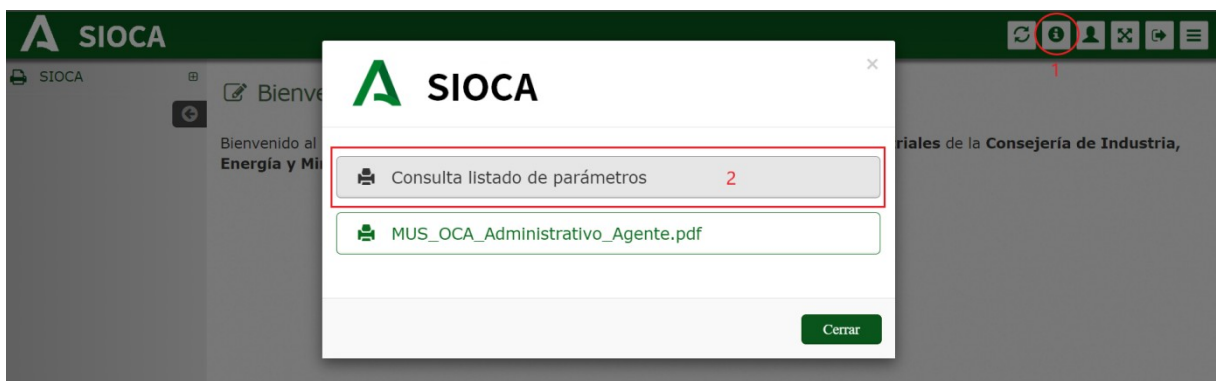 SIOCA
1
SIOCA
Bienve
Bienvenido al
Energía y Mi
riales de la Consejería de Industria,
SIOCA
×
Consulta listado de parámetros
2
MUS_OCA_Administrativo_Agente.pdf
Cerrar